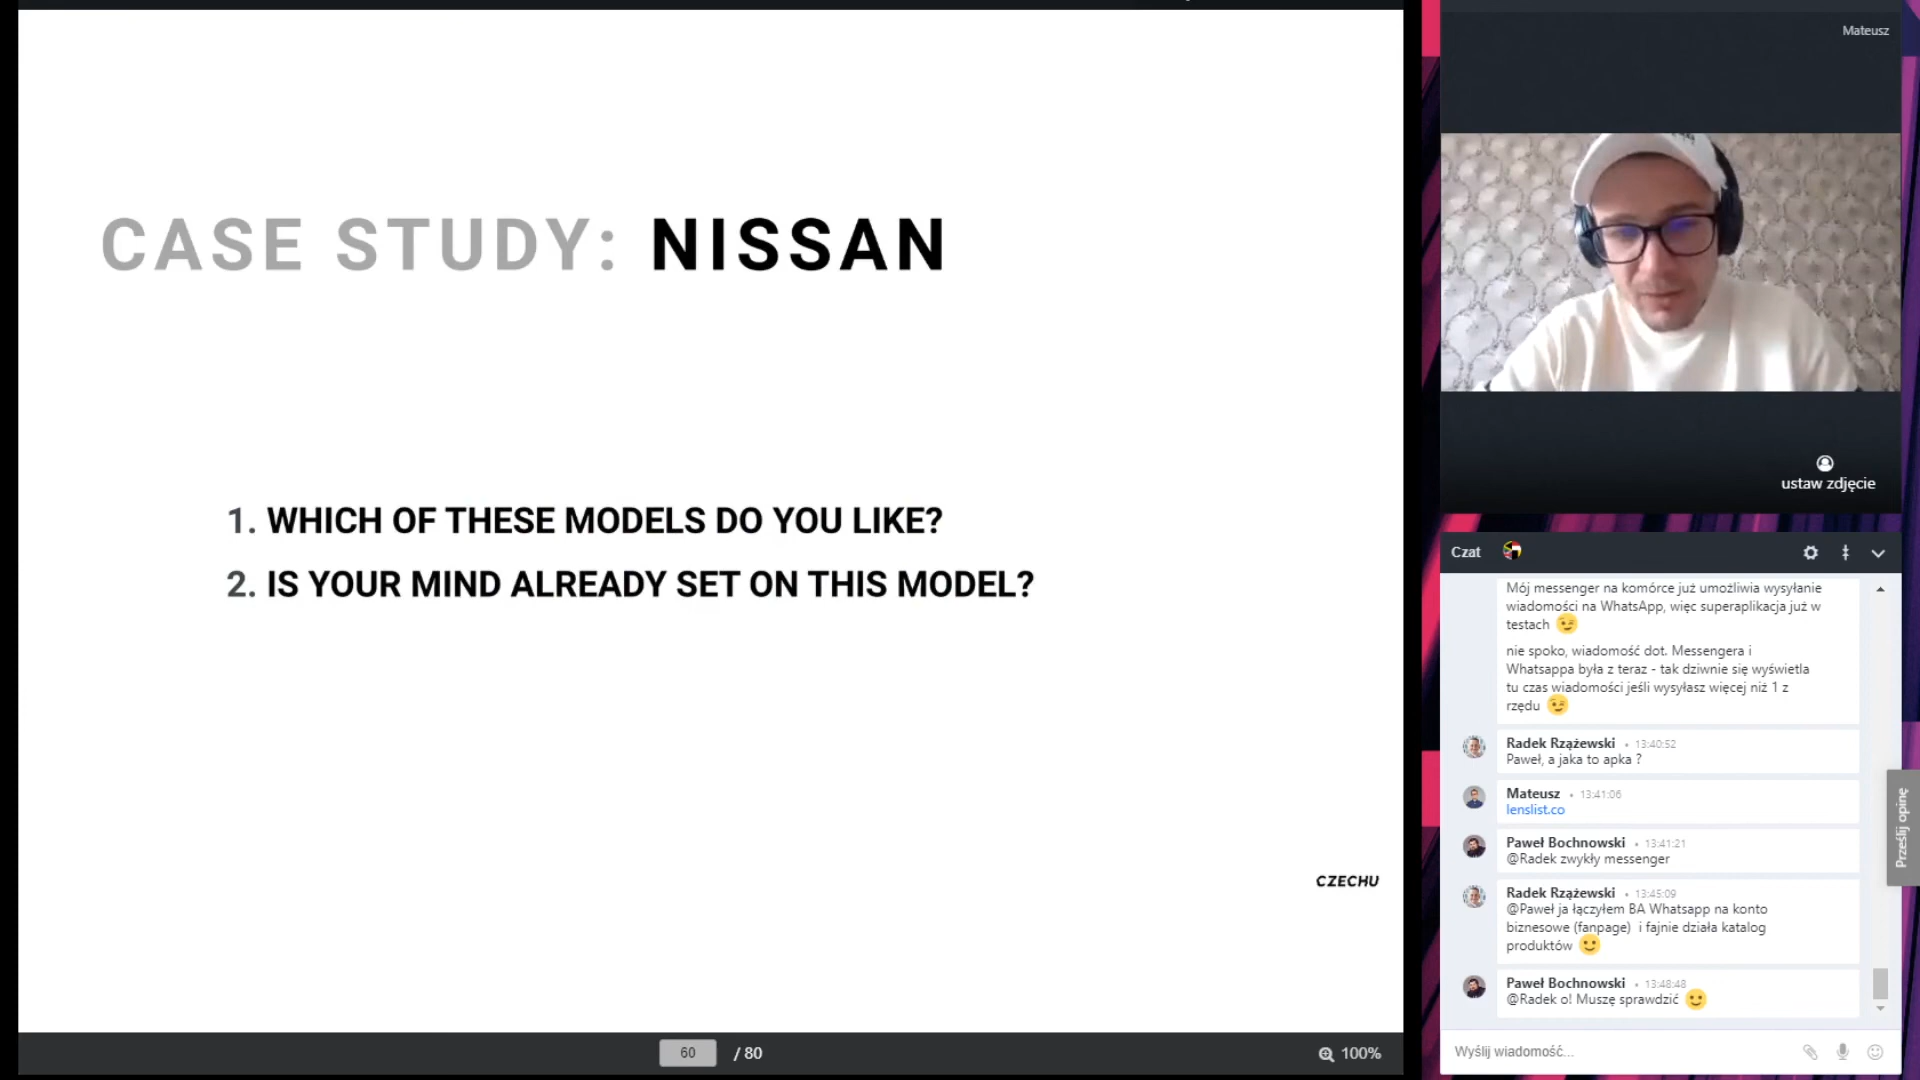 CASE STUDY: NISSAN
1. WHICH OF THESE MODELS DO YOU LIKE?
2. IS YOUR MIND ALREADY SET ON THIS MODEL?
CZECHU
60 / 80
100%
Mateusz
ustaw zdjęcie
Czat
Mój messenger na komórce już umożliwia wysyłanie
wiadomości na WhatsApp, więc superaplikacja już w
testach 😉
nie spoko, wiadomość dot. Messengera i
Whatsappa była z teraz - tak dziwnie się wyświetla
tu czas wiadomości jeśli wysyłasz więcej niż 1 z
rzędu 😉
Radek Rzążewski • 13:40:52
Paweł, a jaka to apka ?
Mateusz • 13:41:06
lenslist.co
Paweł Bochnowski • 13:41:21
@Radek zwykły messenger
Radek Rzążewski • 13:45:09
@Paweł ja łączyłem BA Whatsapp na konto
biznesowe (fanpage) i fajnie działa katalog
produktów 🙂
Paweł Bochnowski • 13:48:48
@Radek o! Muszę sprawdzić 🙂
Wyślij wiadomość...
Prześlij opinę